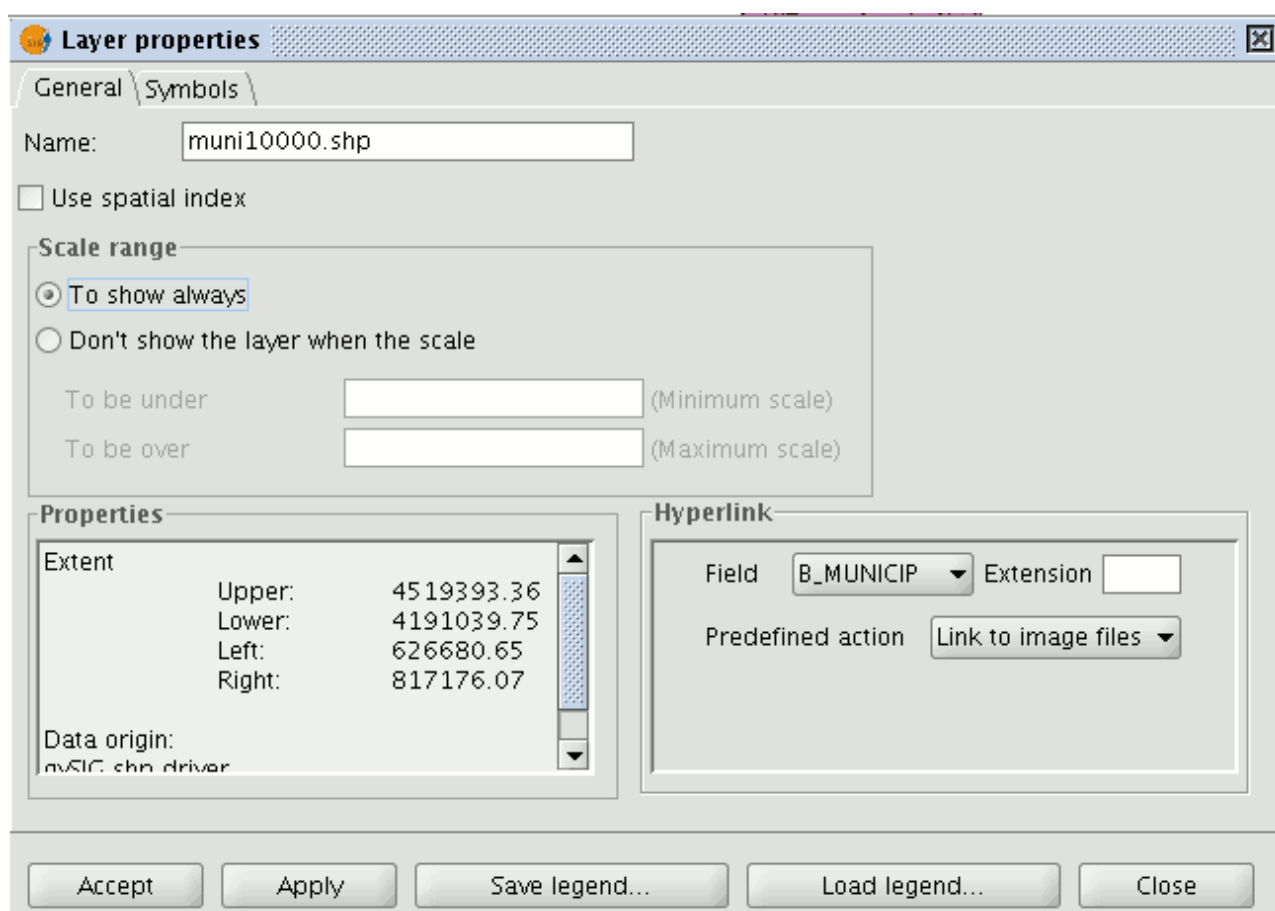 Layer properties
General Symbols
Name: muni10000.shp
Use spatial index
Scale range
To show always
Don't show the layer when the scale
To be under (Minimum scale)
To be over (Maximum scale)
Properties
Extent
Upper: 4519393.36
Lower: 4191039.75
Left: 626680.65
Right: 817176.07
Data origin:
gvSIG shp driver
Hyperlink
Field B_MUNICIP Extension
Predefined action Link to image files
Accept Apply Save legend... Load legend... Close